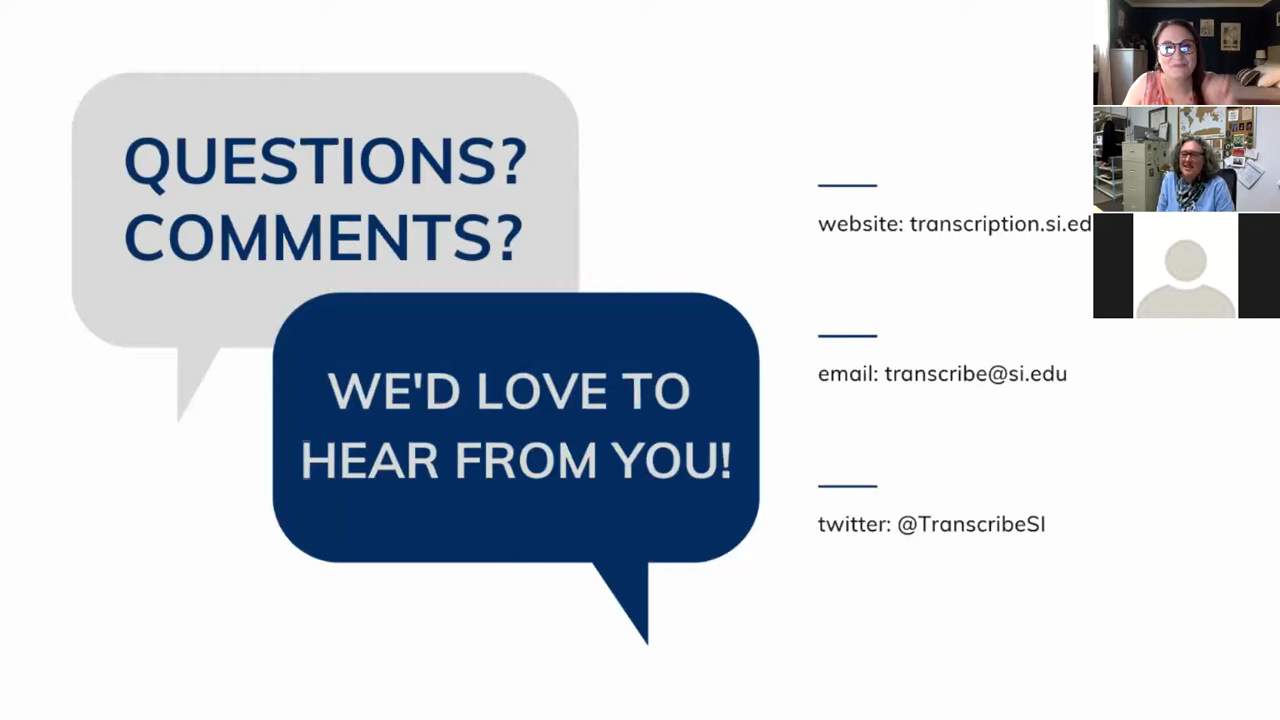 QUESTIONS?
COMMENTS?
WE'D LOVE TO
HEAR FROM YOU!
website: transcription.si.ed
email: transcribe@si.edu
twitter: @TranscribeSI